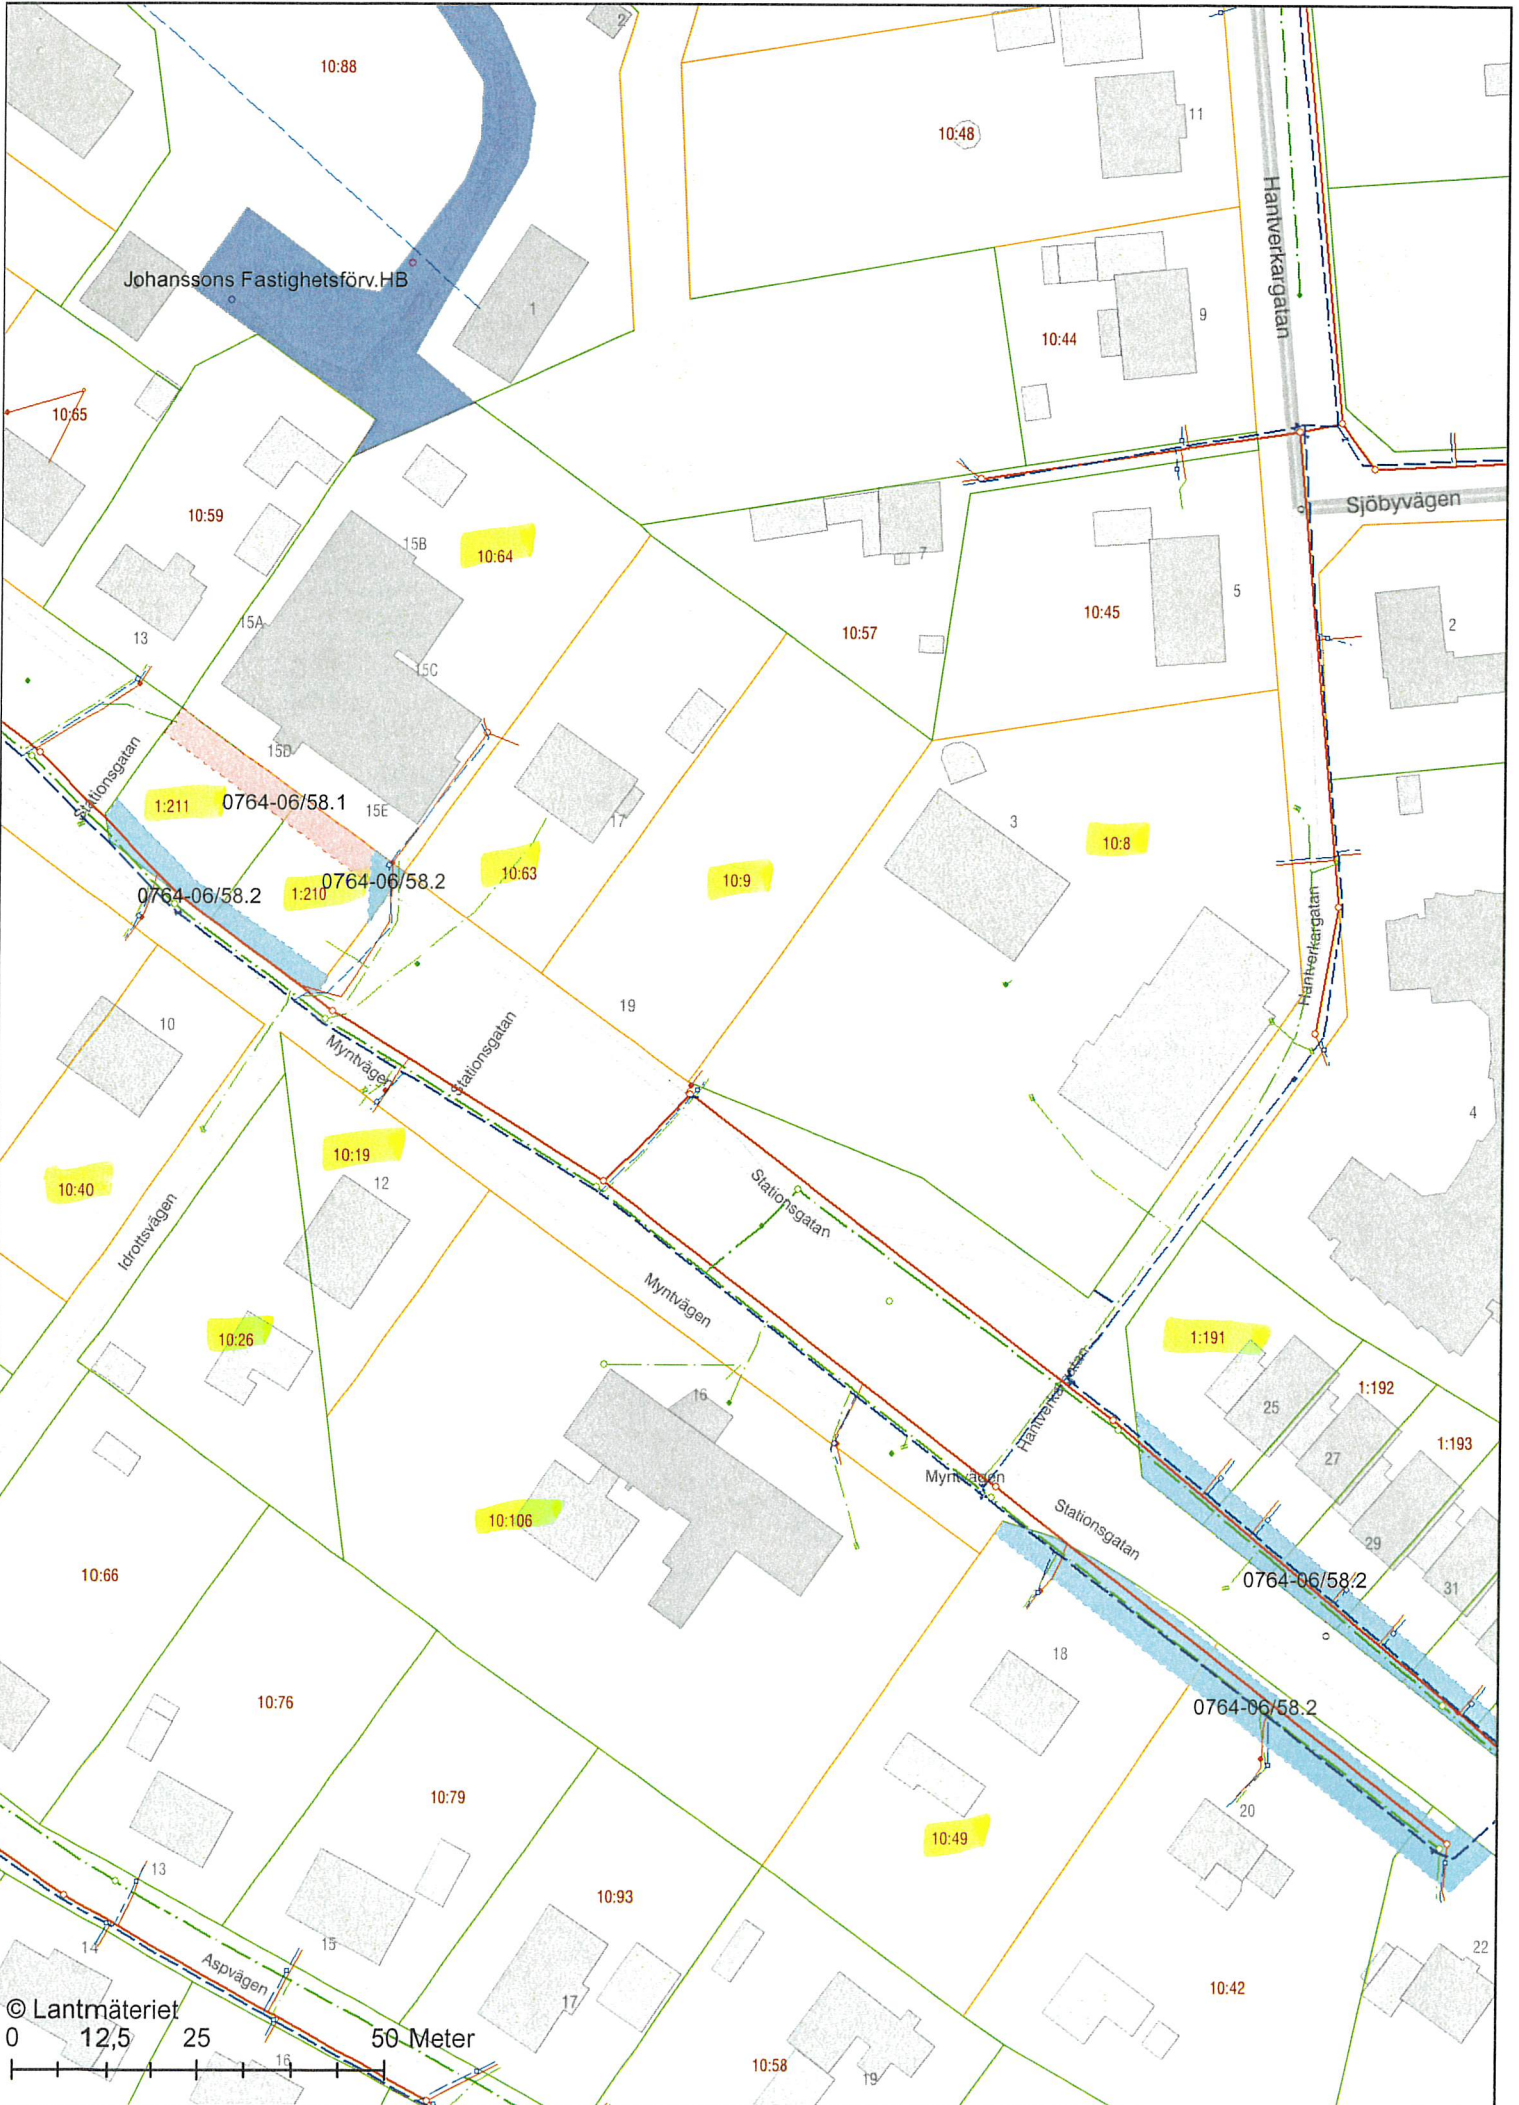 2
10:88
10:48
11
Hantverkargatan
Johanssons Fastighetsförv.HB
1
9
10:44
10:65
Sjöbyvägen
10:59
15B
10:64
7
5
10:45
2
10:57
15A
13
15C
15D
Stationsgatan
1:211
0764-06/58.1
15E
17
3
10:8
10:63
10:9
0764-06/58.2
1:210
0764-06/58.2
Hantverkargatan
19
10
Myntvägen
Stationsgatan
4
10:19
12
10:40
Stationsgatan
Idrottsvägen
Myntvägen
10:26
1:191
Hantverkargatan
1:192
16
25
1:193
27
Myntvägen
10:106
Stationsgatan
29
10:66
0764-06/58.2
31
18
10:76
0764-06/58.2
10:79
20
10:49
13
10:93
15
14
22
Aspvägen
10:42
17
© Lantmäteriet
0 12,5 25 50 Meter
16
10:58
19